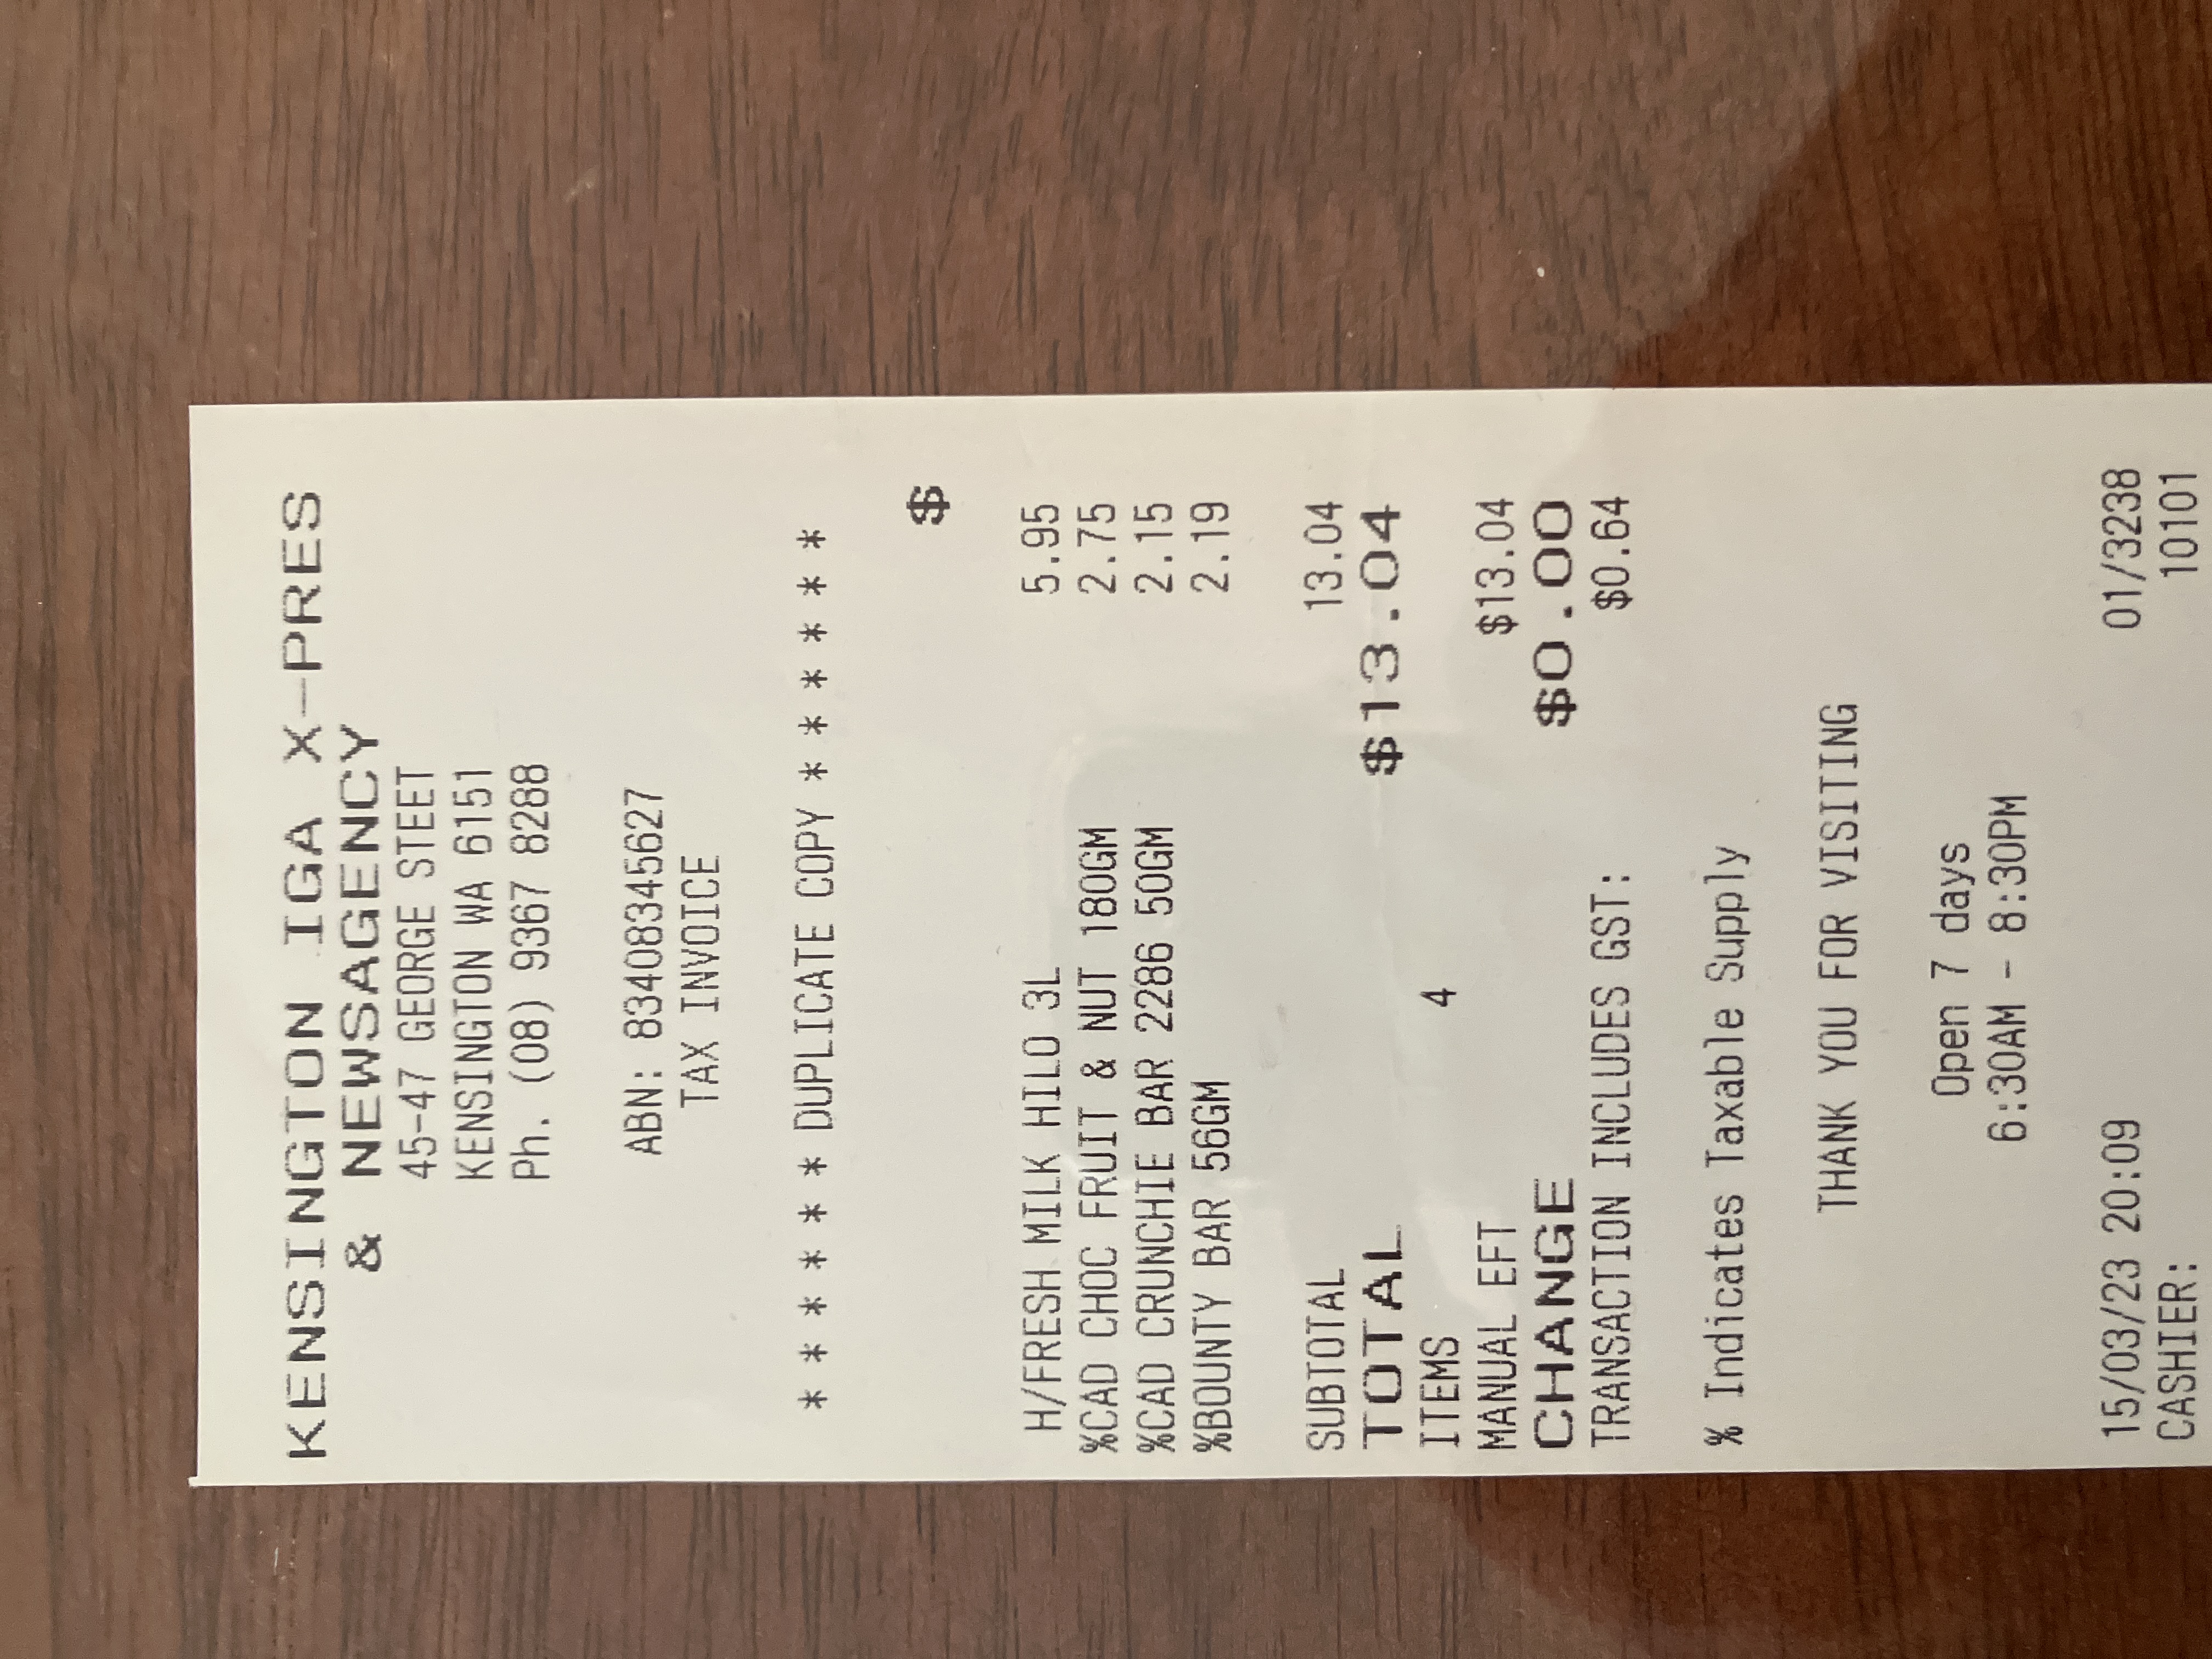 KENSINGTON IGA X-PRES
& NEWSAGENCY
45-47 GEORGE STEET
KENSINGTON WA 6151
Ph. (08) 9367 8288
ABN: 83408345627
TAX INVOICE
* * * * * * DUPLICATE COPY * * * * * *
$
H/FRESH MILK HILO 3L 5.95
%CAD CHOC FRUIT & NUT 180GM 2.75
%CAD CRUNCHIE BAR 2286 50GM 2.15
%BOUNTY BAR 56GM 2.19
SUBTOTAL 13.04
TOTAL $13.04
ITEMS 4
MANUAL EFT $13.04
CHANGE $0.00
TRANSACTION INCLUDES GST: $0.64
% Indicates Taxable Supply
THANK YOU FOR VISITING
Open 7 days
6:30AM - 8:30PM
15/03/23 20:09 01/3238
CASHIER: 10101